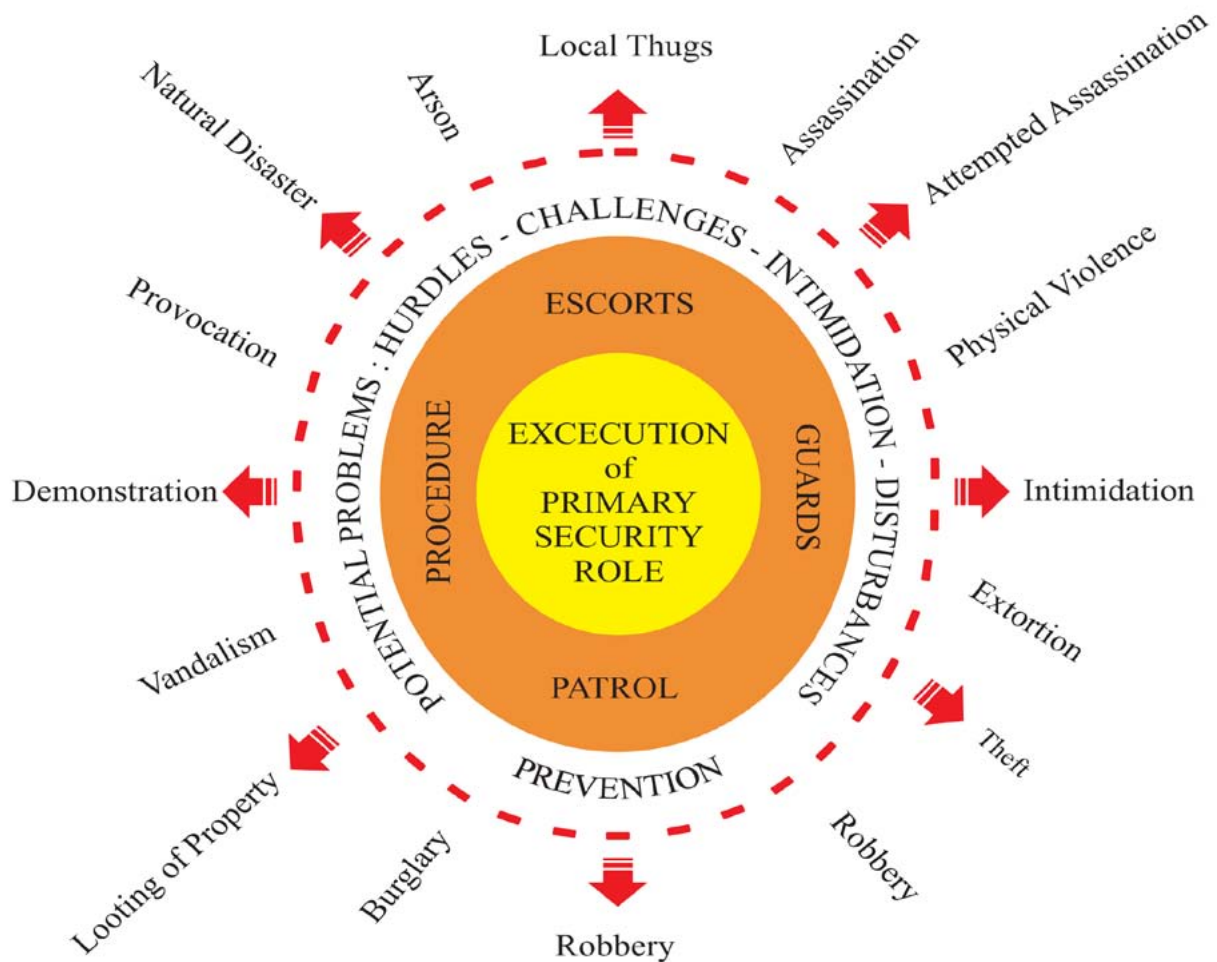 Local Thugs
Assassination
Attempted Assassination
Physical Violence
Intimidation
Extortion
Theft
Robbery
Robbery
Burglary
Looting of Property
Vandalism
Demonstration
Provocation
Natural Disaster
Arson
POTENTIAL PROBLEMS : HURDLES - CHALLENGES - INTIMIDATION - DISTURBANCES
PREVENTION
ESCORTS
GUARDS
PATROL
PROCEDURE
EXCECUTION
of
PRIMARY
SECURITY
ROLE